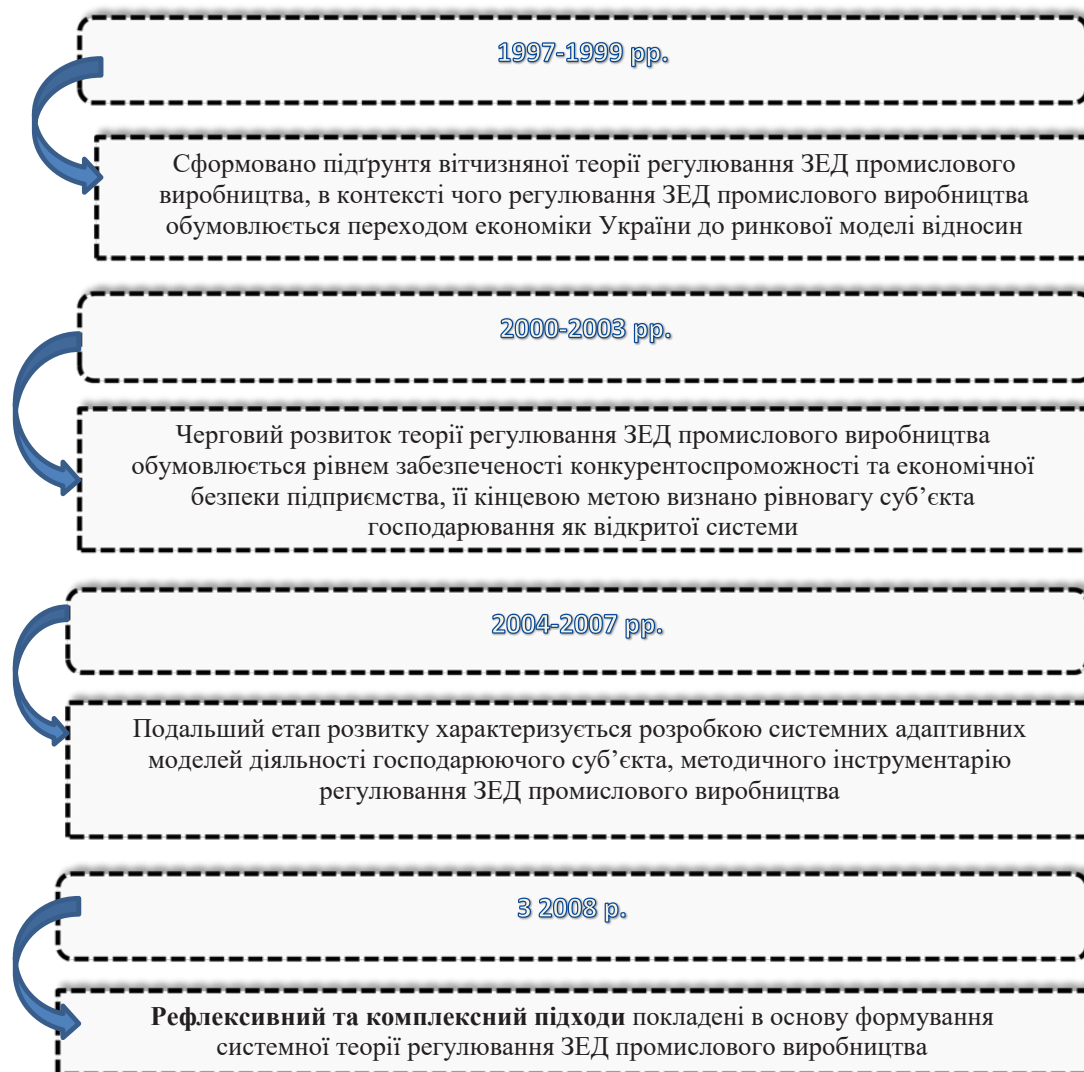 1997-1999 рр.
Сформовано підґрунтя вітчизняної теорії регулювання ЗЕД промислового
виробництва, в контексті чого регулювання ЗЕД промислового виробництва
обумовлюється переходом економіки України до ринкової моделі відносин
2000-2003 рр.
Черговий розвиток теорії регулювання ЗЕД промислового виробництва
обумовлюється рівнем забезпеченості конкурентоспроможності та економічної
безпеки підприємства, її кінцевою метою визнано рівновагу суб’єкта
господарювання як відкритої системи
2004-2007 рр.
Подальший етап розвитку характеризується розробкою системних адаптивних
моделей діяльності господарюючого суб’єкта, методичного інструментарію
регулювання ЗЕД промислового виробництва
З 2008 р.
Рефлексивний та комплексний підходи покладені в основу формування
системної теорії регулювання ЗЕД промислового виробництва